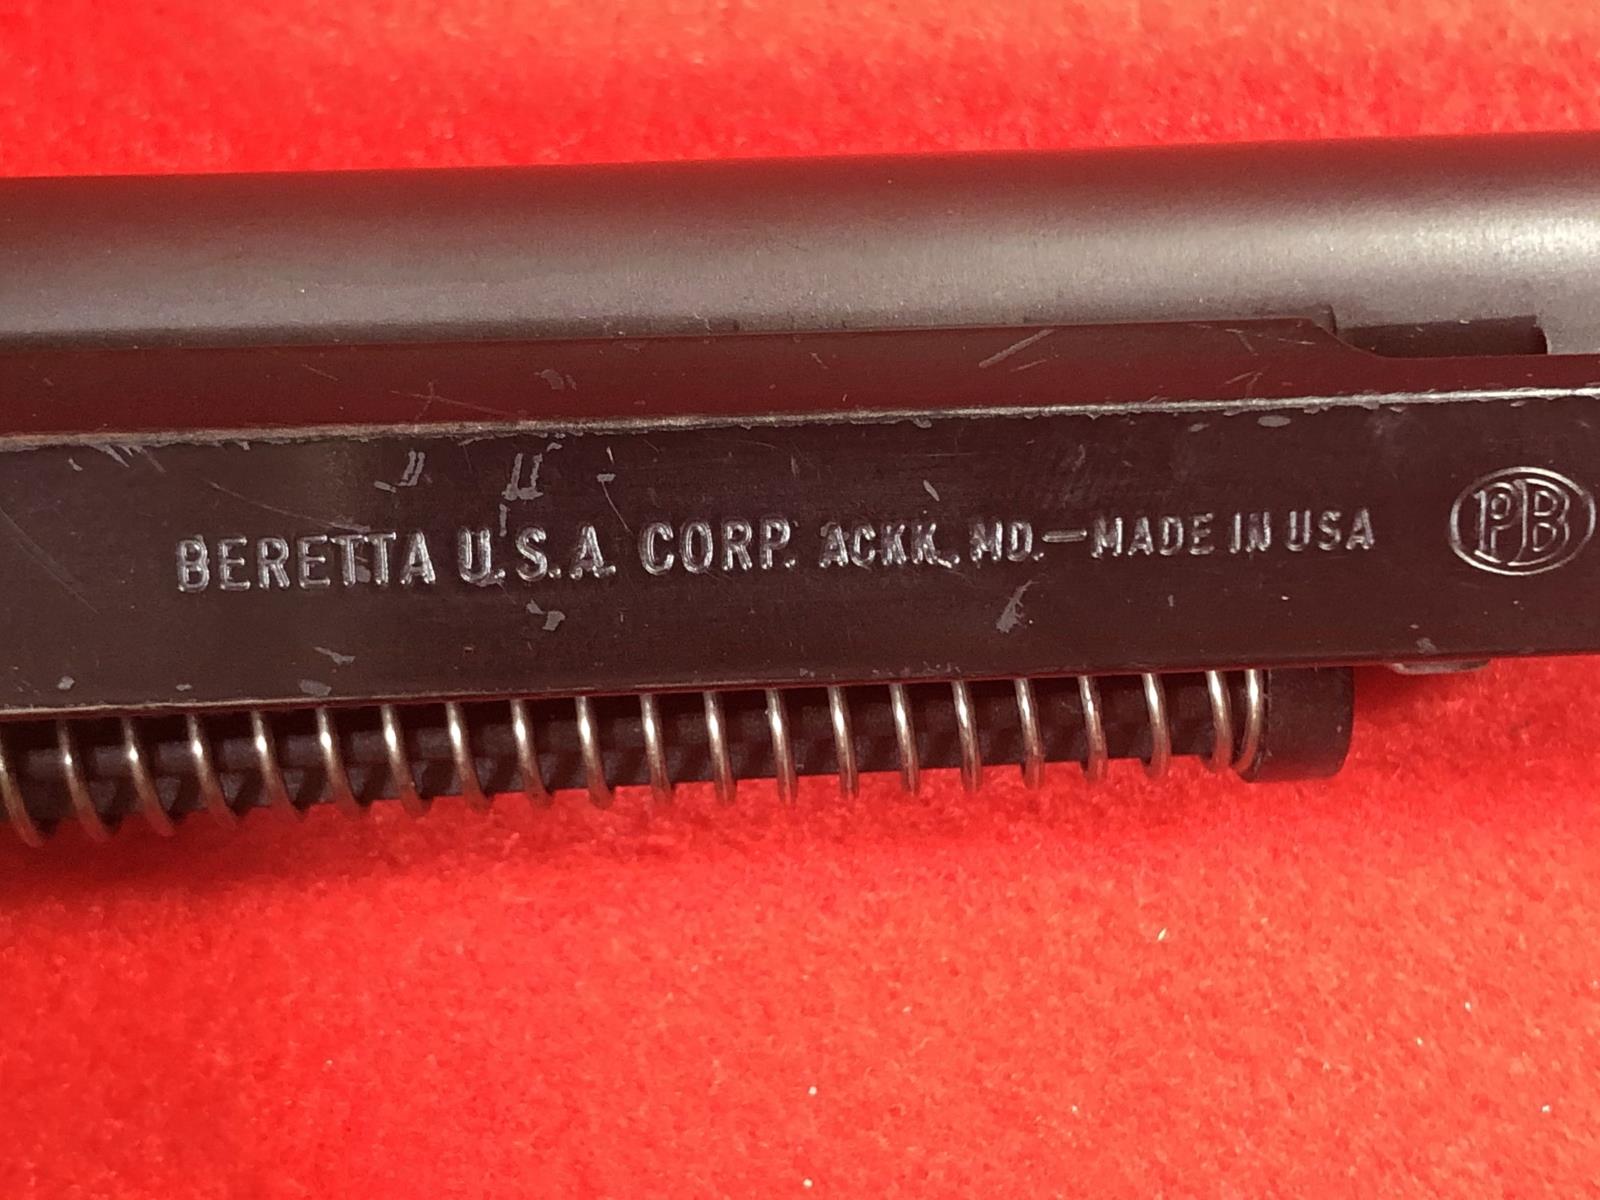 BERETTA U.S.A. CORP. ACKK. MD.—MADE IN USA PB